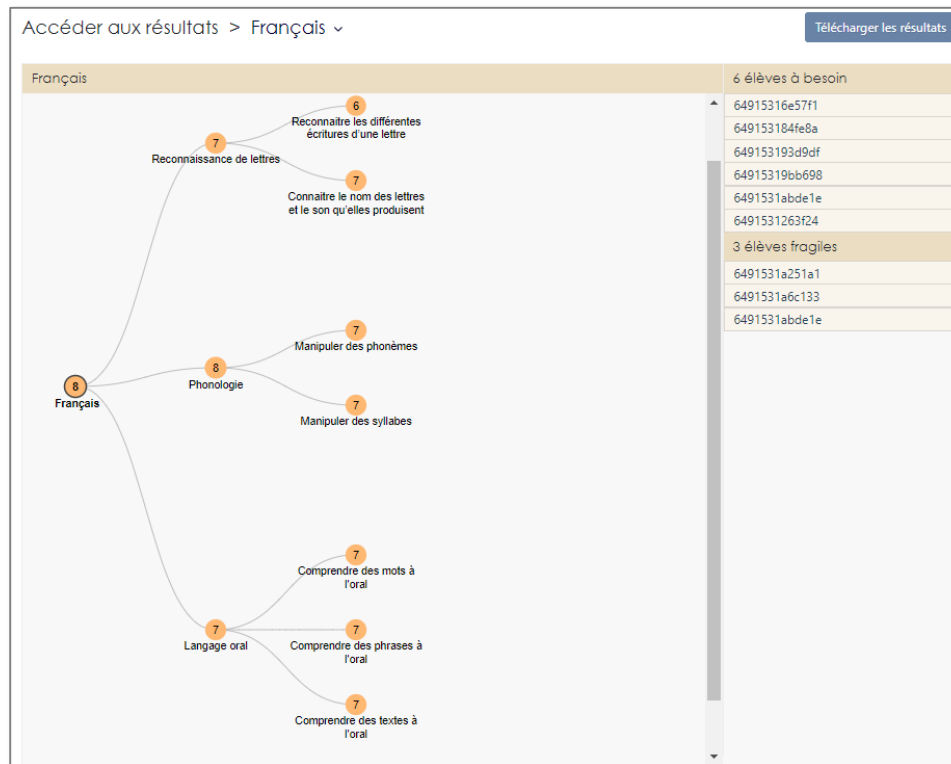 Accéder aux résultats > Français
Télécharger les résultats
Français
6
Reconnaitre les différentes
écritures d'une lettre
7
Reconnaissance de lettres
7
Connaitre le nom des lettres
et le son qu'elles produisent
7
Manipuler des phonèmes
8
Phonologie
8
Français
7
Manipuler des syllabes
7
Comprendre des mots à
l'oral
7
Langage oral
7
Comprendre des phrases à
l'oral
7
Comprendre des textes à
l'oral
6 élèves à besoin
64915316e57f1
649153184fe8a
649153193d9df
64915319bb698
6491531abde1e
6491531263f24
3 élèves fragiles
6491531a251a1
6491531a6c133
6491531abde1e